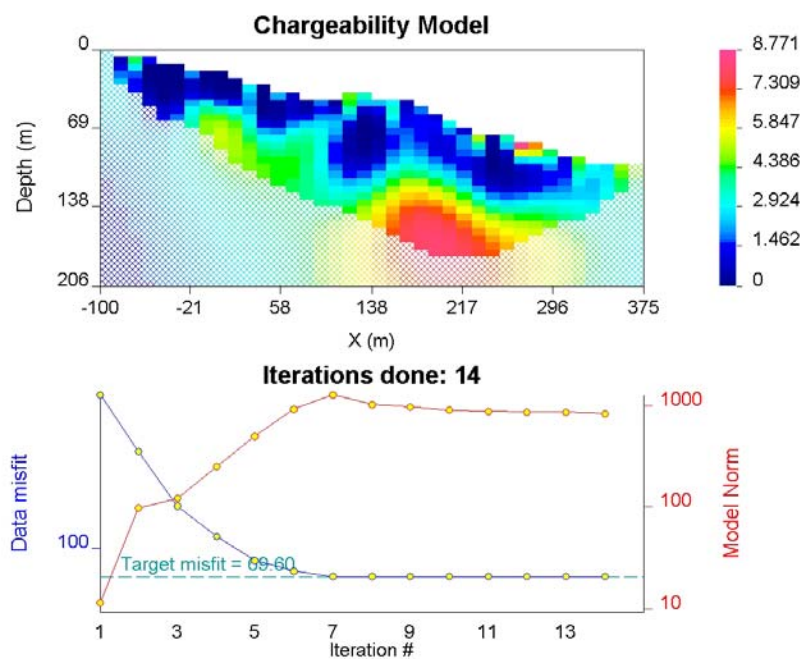 Chargeability Model
0
69
138
206
Depth (m)
-100 -21 58 138 217 296 375
X (m)
8.771
7.309
5.847
4.386
2.924
1.462
0
Iterations done: 14
Data misfit
100
Target misfit = 69.60
1000
100
10
Model Norm
1 3 5 7 9 11 13
Iteration #